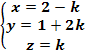 x = 2 − k
y = 1 + 2k
z = k